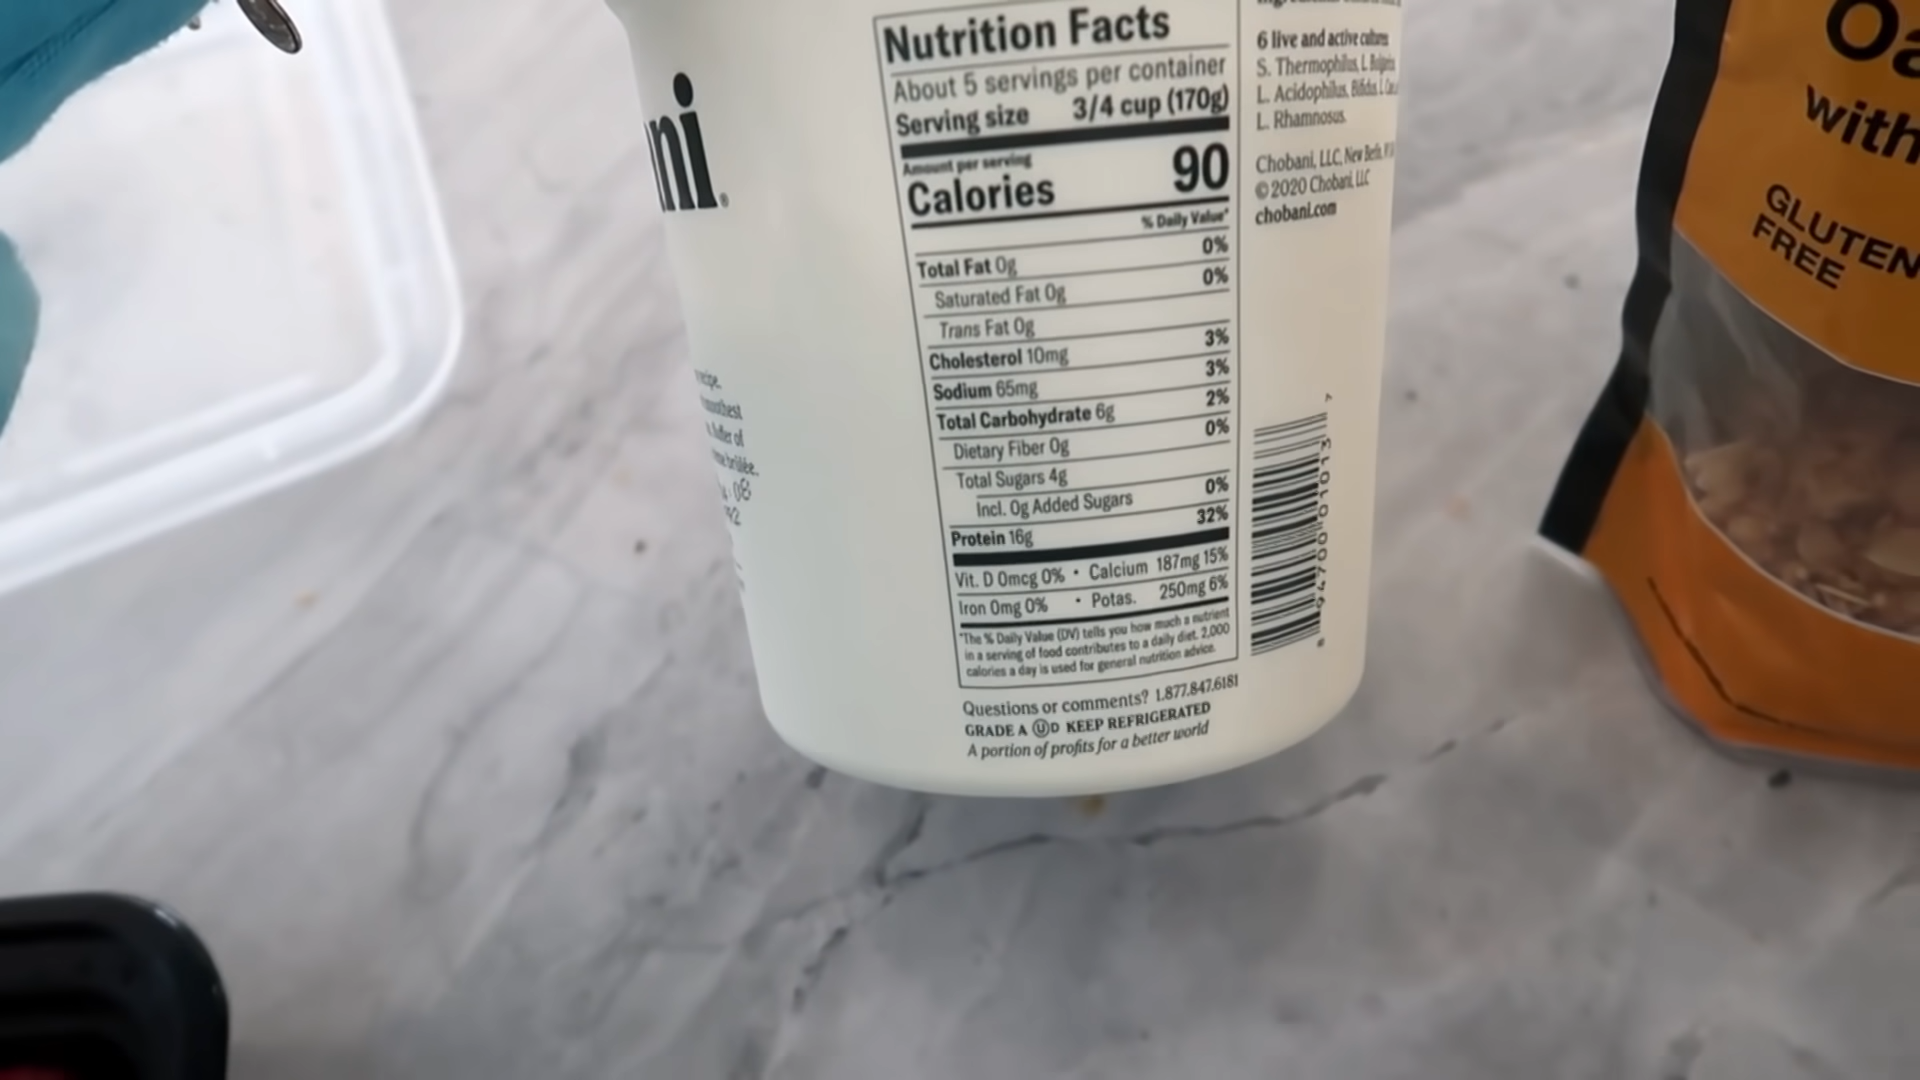 ni
Nutrition Facts
About 5 servings per container
Serving size 3/4 cup (170g)
Amount per serving
Calories 90
% Daily Value*
Total Fat 0g 0%
Saturated Fat 0g 0%
Trans Fat 0g
Cholesterol 10mg 3%
Sodium 65mg 3%
Total Carbohydrate 6g 2%
Dietary Fiber 0g 0%
Total Sugars 4g
Incl. 0g Added Sugars 0%
Protein 16g 32%
Vit. D 0mcg 0% • Calcium 187mg 15%
Iron 0mg 0% • Potas. 250mg 6%
*The % Daily Value (DV) tells you how much a nutrient
in a serving of food contributes to a daily diet. 2,000
calories a day is used for general nutrition advice.
Questions or comments? 1.877.847.6181
GRADE A ⓊD KEEP REFRIGERATED
A portion of profits for a better world
6 live and active cultures
S. Thermophilus, L.
L. Acidophilus, Bifidus, L.
L. Rhamnosus.
Chobani, LLC, New
© 2020 Chobani, LLC
chobani.com
8 94700 01013 7
08
Oa
with
GLUTEN
FREE